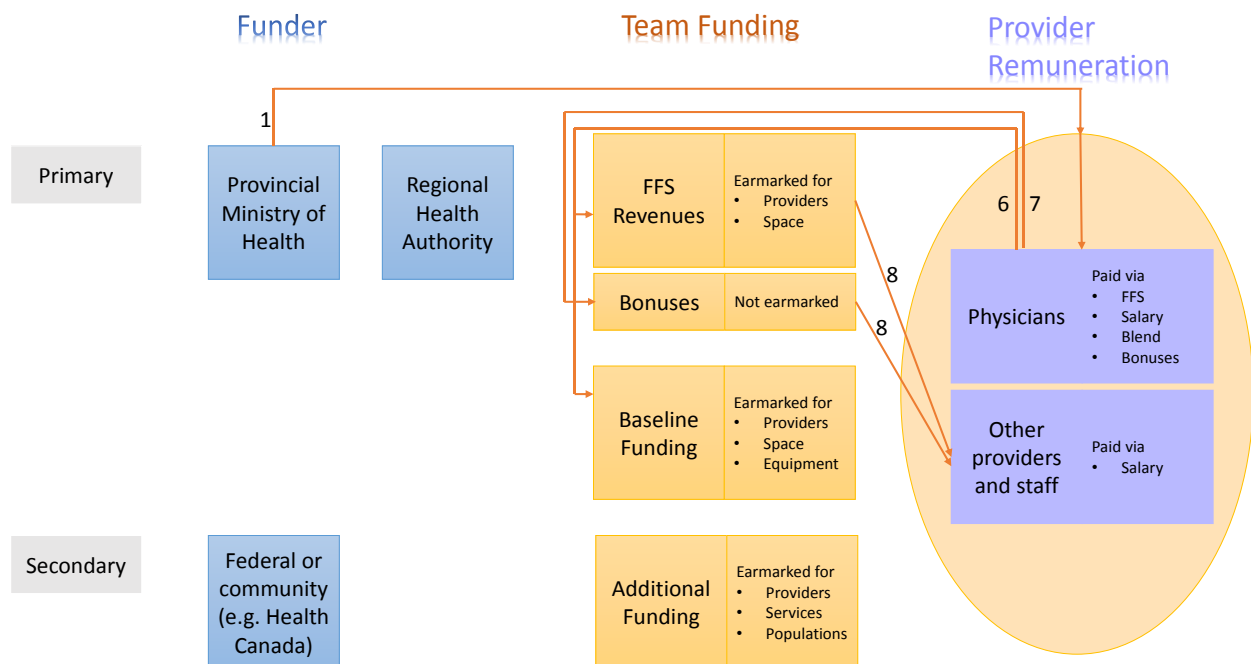 Funder
Team Funding
Provider
Remuneration
1
Primary
Provincial
Ministry of
Health
Regional
Health
Authority
FFS
Revenues
Earmarked for
• Providers
• Space
6
7
8
Bonuses
Not earmarked
8
Physicians
Paid via
• FFS
• Salary
• Blend
• Bonuses
Baseline
Funding
Earmarked for
• Providers
• Space
• Equipment
Other
providers
and staff
Paid via
• Salary
Secondary
Federal or
community
(e.g. Health
Canada)
Additional
Funding
Earmarked for
• Providers
• Services
• Populations